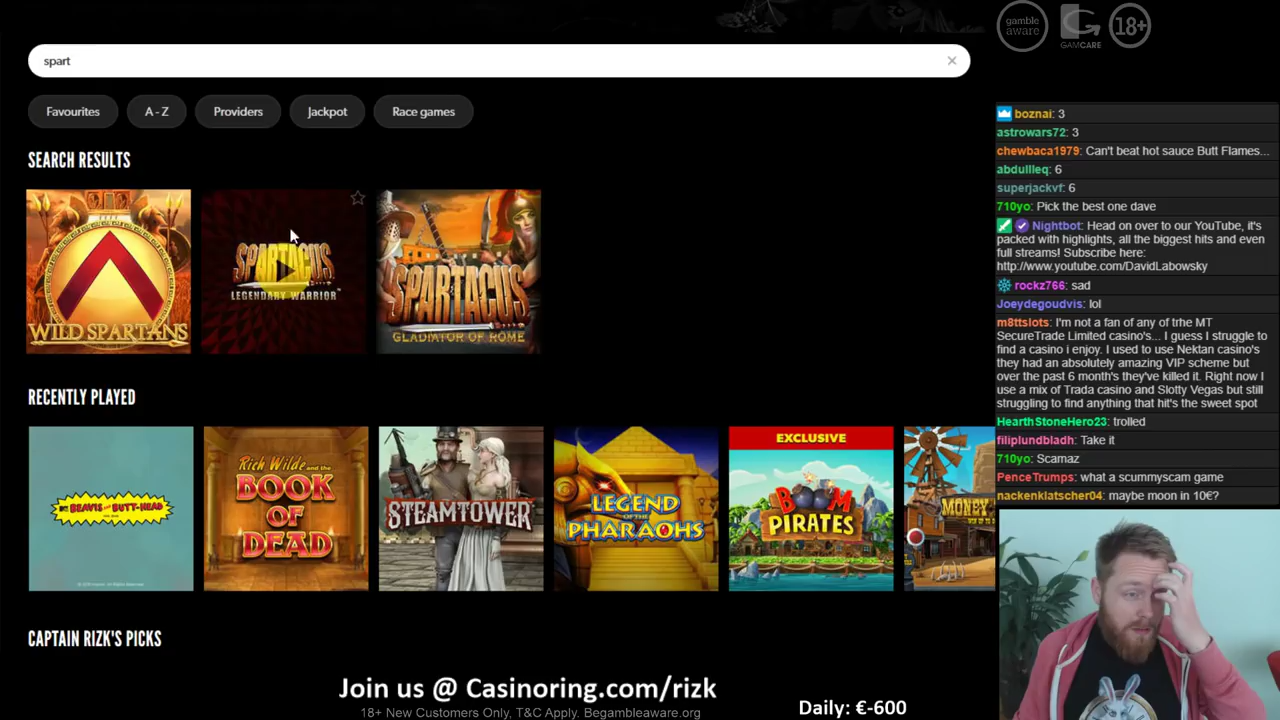 gamble
aware
GAMCARE
18+
spart
Favourites
A - Z
Providers
Jackpot
Race games
SEARCH RESULTS
WILD SPARTANS
SPARTACUS
LEGENDARY WARRIOR
SPARTACUS
GLADIATOR OF ROME
RECENTLY PLAYED
BEAVIS AND BUTT-HEAD
Rich Wilde and the
BOOK
OF
DEAD
STEAMTOWER
LEGEND
OF THE
PHARAOHS
EXCLUSIVE
BOOM
PIRATES
MONEY
CAPTAIN RIZK'S PICKS
Join us @ Casinoring.com/rizk
18+ New Customers Only, T&C Apply. Begambleaware.org
Daily: €-600
boznai: 3
astrowars72: 3
chewbaca1979: Can't beat hot sauce Butt Flames...
abdullleq: 6
superjackvf: 6
710yo: Pick the best one dave
Nightbot: Head on over to our YouTube, it's
packed with highlights, all the biggest hits and even
full streams! Subscribe here:
http://www.youtube.com/DavidLabowsky
rockz766: sad
Joeydegoudvis: lol
m8ttslots: I'm not a fan of any of trhe MT
SecureTrade Limited casino's... I guess I struggle to
find a casino i enjoy. I used to use Nektan casino's
they had an absolutely amazing VIP scheme but
over the past 6 month's they've killed it. Right now I
use a mix of Trada casino and Slotty Vegas but still
struggling to find anything that hit's the sweet spot
HearthStoneHero23: trolled
filiplundbladh: Take it
710yo: Scamaz
PenceTrumps: what a scummyscam game
nackenklatscher04: maybe moon in 10€?